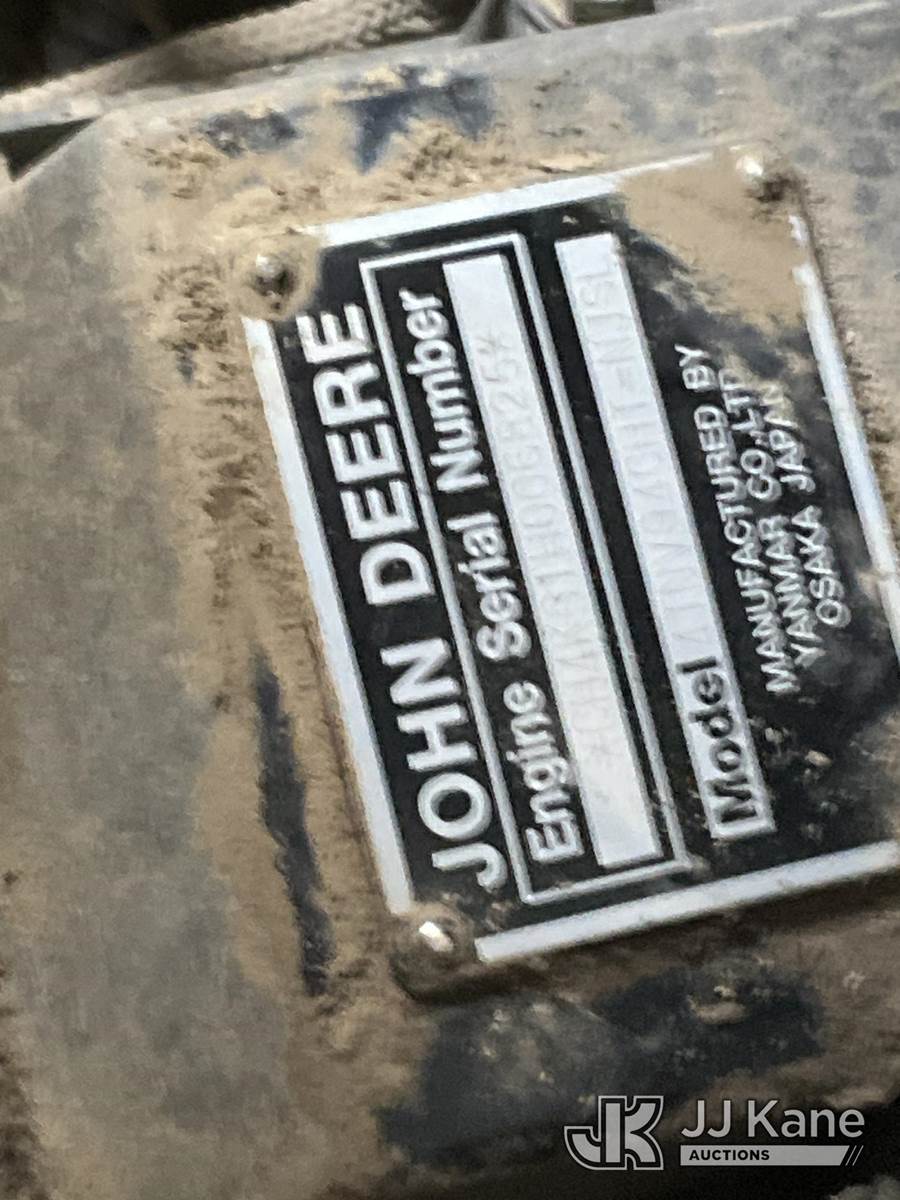 JOHN DEERE
Engine Serial Number
Model
MANUFACTURED BY
YANMAR CO.,LTD
OSAKA JAPAN
JK JJ Kane
AUCTIONS